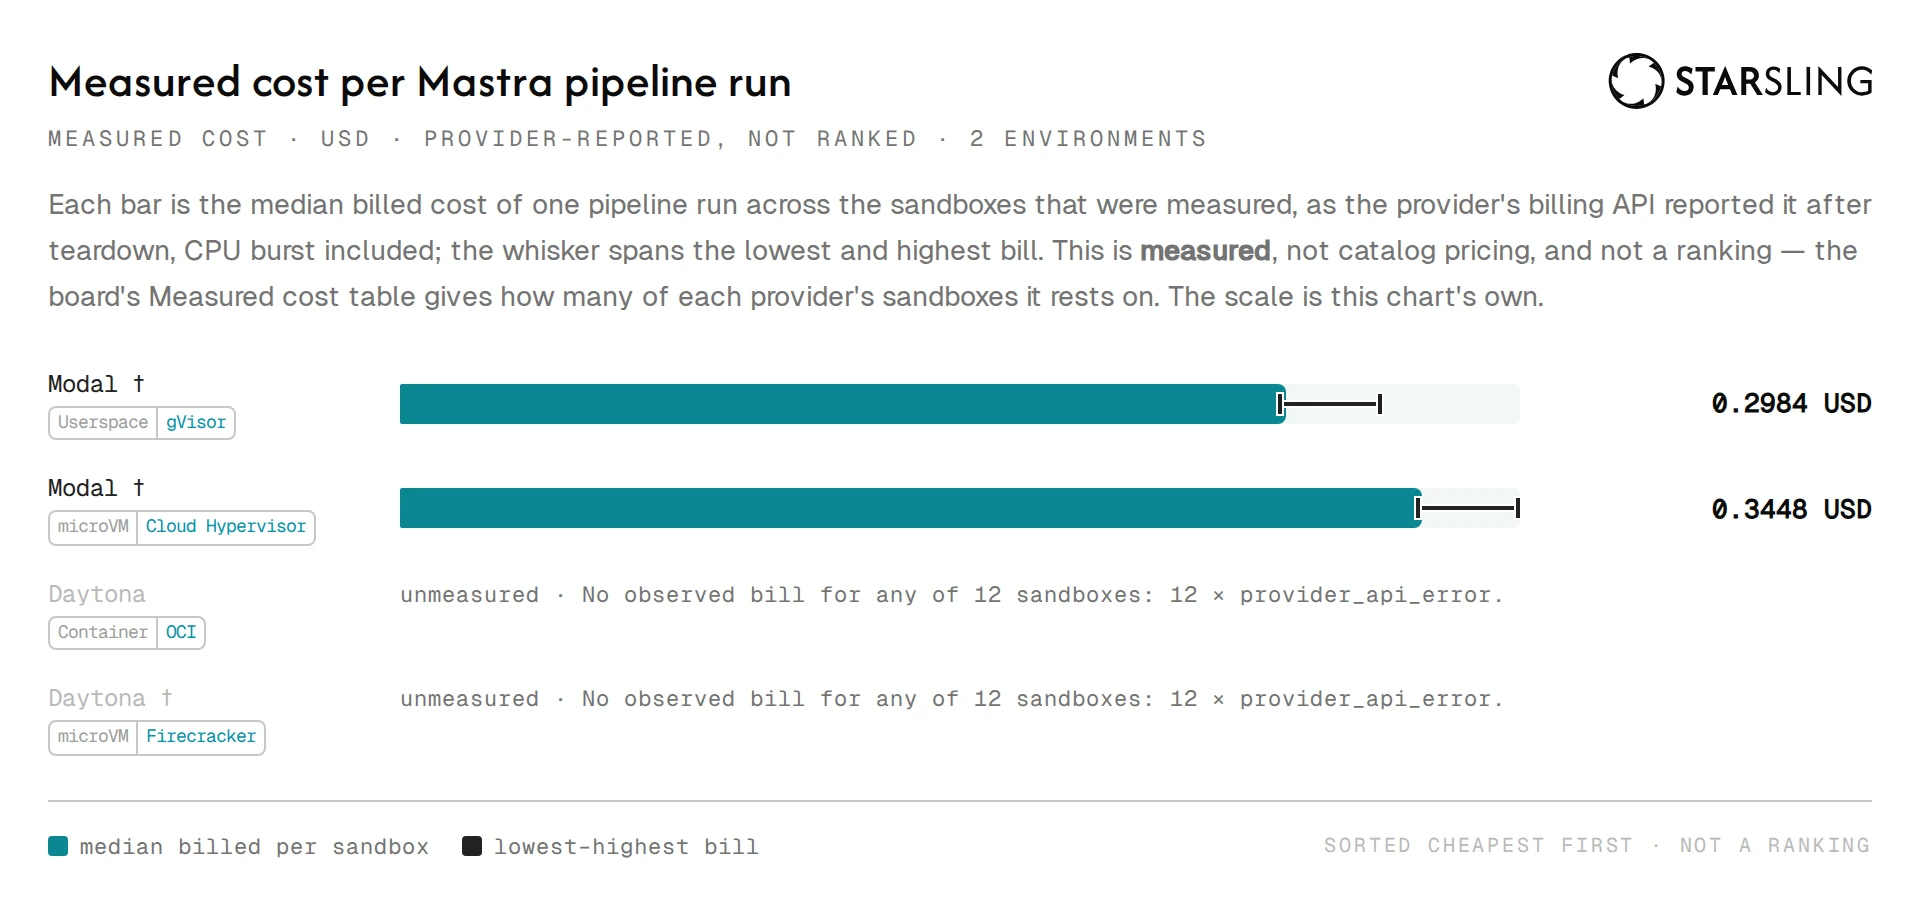 Measured cost per Mastra pipeline run
STARSLING
MEASURED COST · USD · PROVIDER-REPORTED, NOT RANKED · 2 ENVIRONMENTS
Each bar is the median billed cost of one pipeline run across the sandboxes that were measured, as the provider's billing API reported it after
teardown, CPU burst included; the whisker spans the lowest and highest bill. This is measured, not catalog pricing, and not a ranking — the
board's Measured cost table gives how many of each provider's sandboxes it rests on. The scale is this chart's own.
Modal †
Userspace gVisor
0.2984 USD
Modal †
microVM Cloud Hypervisor
0.3448 USD
Daytona
Container OCI
unmeasured · No observed bill for any of 12 sandboxes: 12 × provider_api_error.
Daytona †
microVM Firecracker
unmeasured · No observed bill for any of 12 sandboxes: 12 × provider_api_error.
median billed per sandbox
lowest–highest bill
SORTED CHEAPEST FIRST · NOT A RANKING